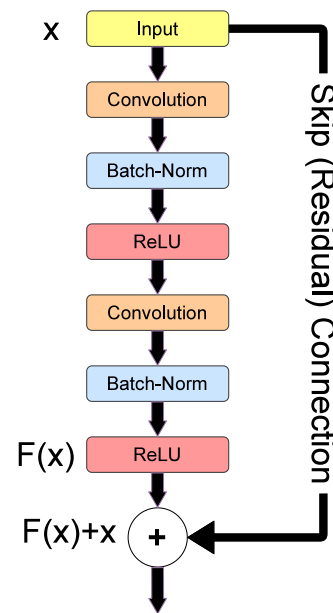 x
Input
Convolution
Batch-Norm
ReLU
Convolution
Batch-Norm
F(x)
ReLU
F(x)+x
+
Skip (Residual) Connection